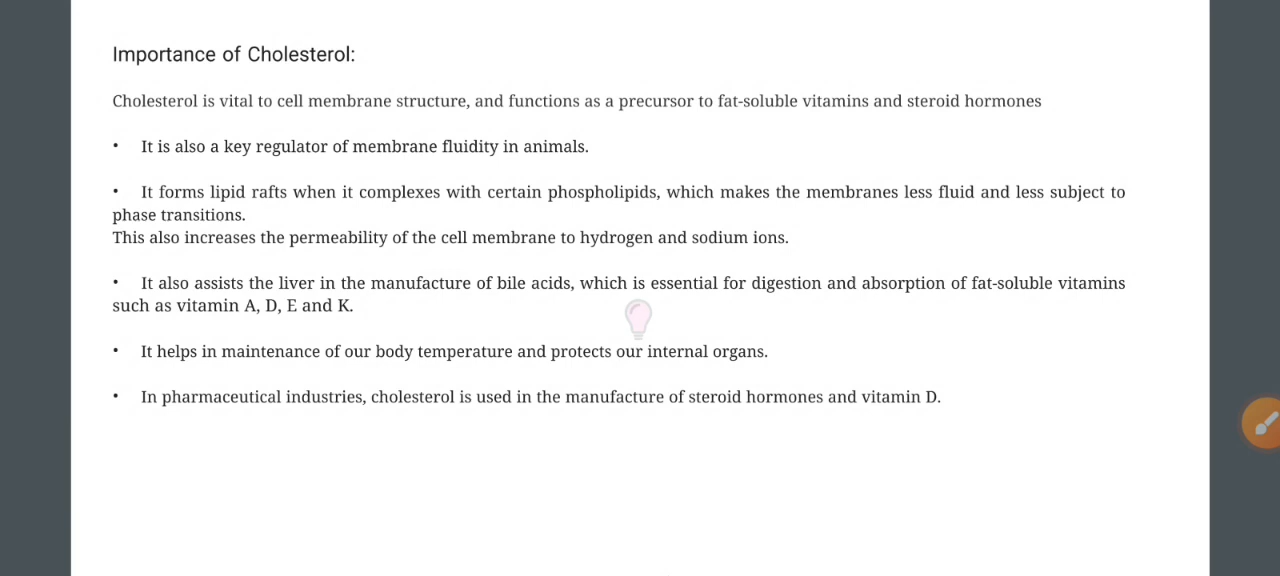 Importance of Cholesterol:
Cholesterol is vital to cell membrane structure, and functions as a precursor to fat-soluble vitamins and steroid hormones
• It is also a key regulator of membrane fluidity in animals.
• It forms lipid rafts when it complexes with certain phospholipids, which makes the membranes less fluid and less subject to
phase transitions.
This also increases the permeability of the cell membrane to hydrogen and sodium ions.
• It also assists the liver in the manufacture of bile acids, which is essential for digestion and absorption of fat-soluble vitamins
such as vitamin A, D, E and K.
• It helps in maintenance of our body temperature and protects our internal organs.
• In pharmaceutical industries, cholesterol is used in the manufacture of steroid hormones and vitamin D.